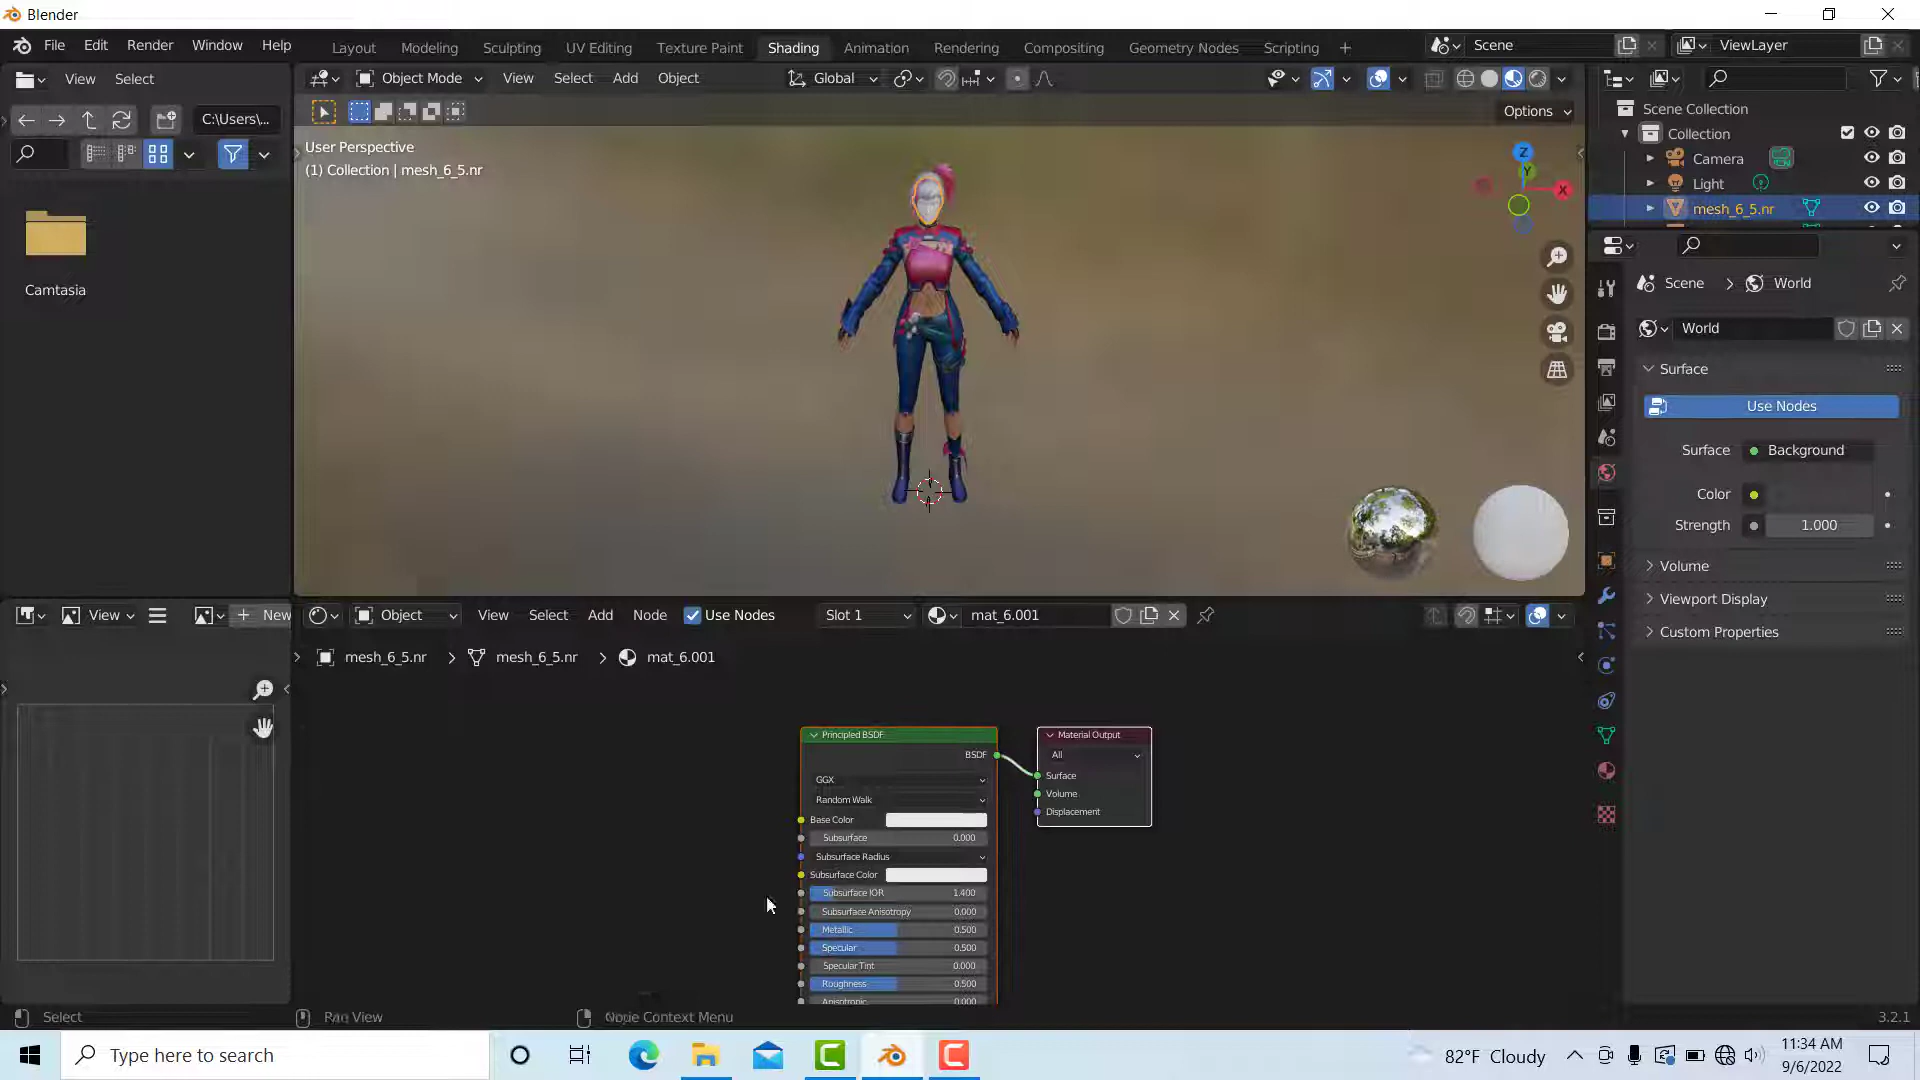 Blender
File Edit Render Window Help
Layout Modeling Sculpting UV Editing Texture Paint Shading Animation Rendering Compositing Geometry Nodes Scripting +
Scene
ViewLayer
View Select
Object Mode View Select Add Object
Global
C:\Users\...
Options
User Perspective
(1) Collection | mesh_6_5.nr
Z
Y
X
Camtasia
Scene Collection
Collection
Camera
Light
mesh_6_5.nr
Scene > World
World
Surface
Use Nodes
Surface Background
Color
Strength 1.000
Volume
Viewport Display
Custom Properties
View
+ New
Object View Select Add Node Use Nodes Slot 1 mat_6.001
mesh_6_5.nr > mesh_6_5.nr > mat_6.001
Principled BSDF
BSDF
GGX
Random Walk
Base Color
Subsurface 0.000
Subsurface Radius
Subsurface Color
Subsurface IOR 1.400
Subsurface Anisotropy 0.000
Metallic 0.500
Specular 0.500
Specular Tint 0.000
Roughness 0.500
Anisotropic 0.000
Material Output
All
Surface
Volume
Displacement
Select
Pan View
Node Context Menu
3.2.1
Type here to search
82°F Cloudy
11:34 AM
9/6/2022